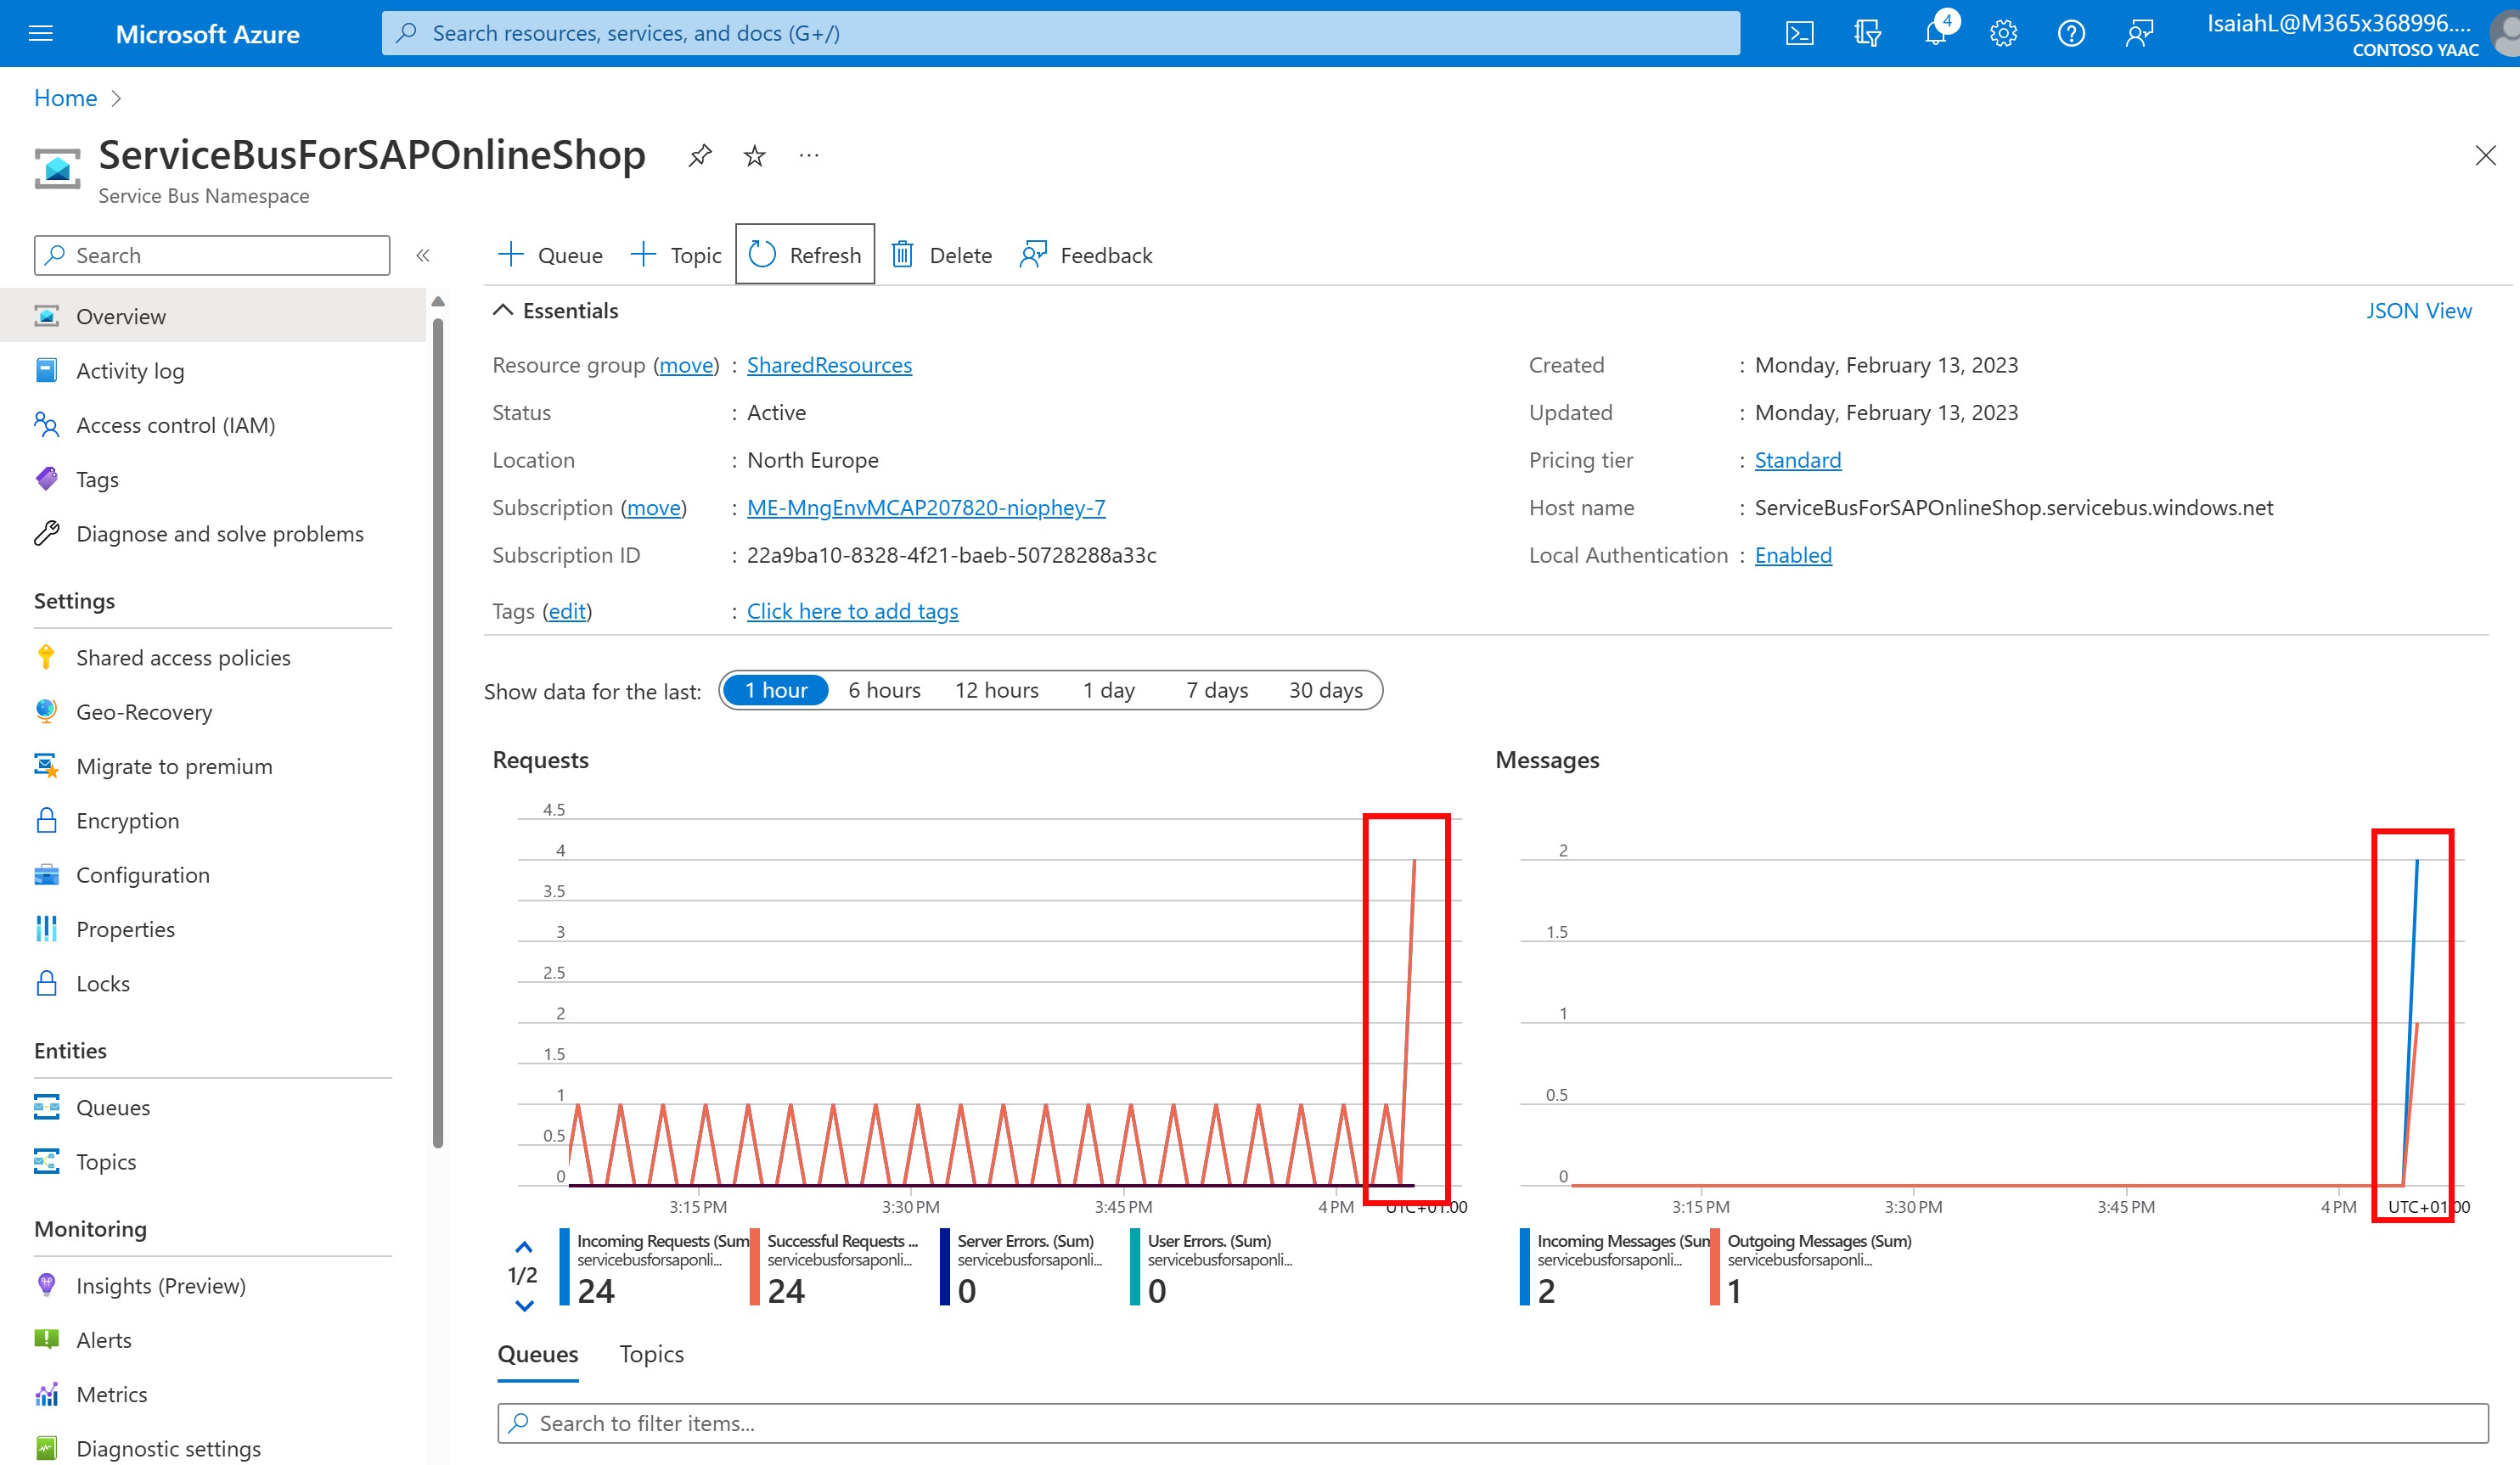 Microsoft Azure
Search resources, services, and docs (G+/)
4
IsaiahL@M365x368996....
CONTOSO YAAC
Home
ServiceBusForSAPOnlineShop
Service Bus Namespace
Search
Overview
Activity log
Access control (IAM)
Tags
Diagnose and solve problems
Settings
Shared access policies
Geo-Recovery
Migrate to premium
Encryption
Configuration
Properties
Locks
Entities
Queues
Topics
Monitoring
Insights (Preview)
Alerts
Metrics
Diagnostic settings
Queue
Topic
Refresh
Delete
Feedback
Essentials
JSON View
Resource group (move) : SharedResources
Status : Active
Location : North Europe
Subscription (move) : ME-MngEnvMCAP207820-niophey-7
Subscription ID : 22a9ba10-8328-4f21-baeb-50728288a33c
Tags (edit) : Click here to add tags
Created : Monday, February 13, 2023
Updated : Monday, February 13, 2023
Pricing tier : Standard
Host name : ServiceBusForSAPOnlineShop.servicebus.windows.net
Local Authentication : Enabled
Show data for the last: 1 hour 6 hours 12 hours 1 day 7 days 30 days
Requests
4.5
4
3.5
3
2.5
2
1.5
1
0.5
0
3:15 PM 3:30 PM 3:45 PM 4 PM UTC+01:00
1/2
Incoming Requests (Sum
servicebusforsaponli...
24
Successful Requests ...
servicebusforsaponli...
24
Server Errors. (Sum)
servicebusforsaponli...
0
User Errors. (Sum)
servicebusforsaponli...
0
Messages
2
1.5
1
0.5
0
3:15 PM 3:30 PM 3:45 PM 4 PM UTC+01:00
Incoming Messages (Sum
servicebusforsaponli...
2
Outgoing Messages (Sum)
servicebusforsaponli...
1
Queues Topics
Search to filter items...